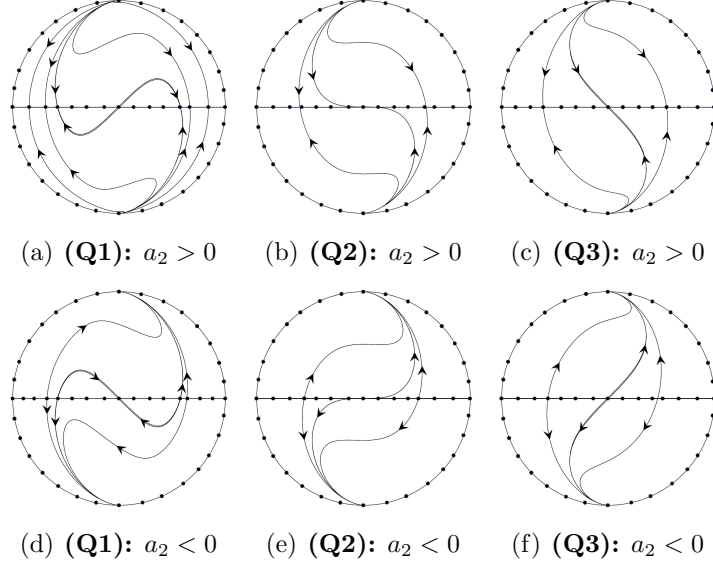 (a) (Q1): a₂ > 0 (b) (Q2): a₂ > 0 (c) (Q3): a₂ > 0
(d) (Q1): a₂ < 0 (e) (Q2): a₂ < 0 (f) (Q3): a₂ < 0